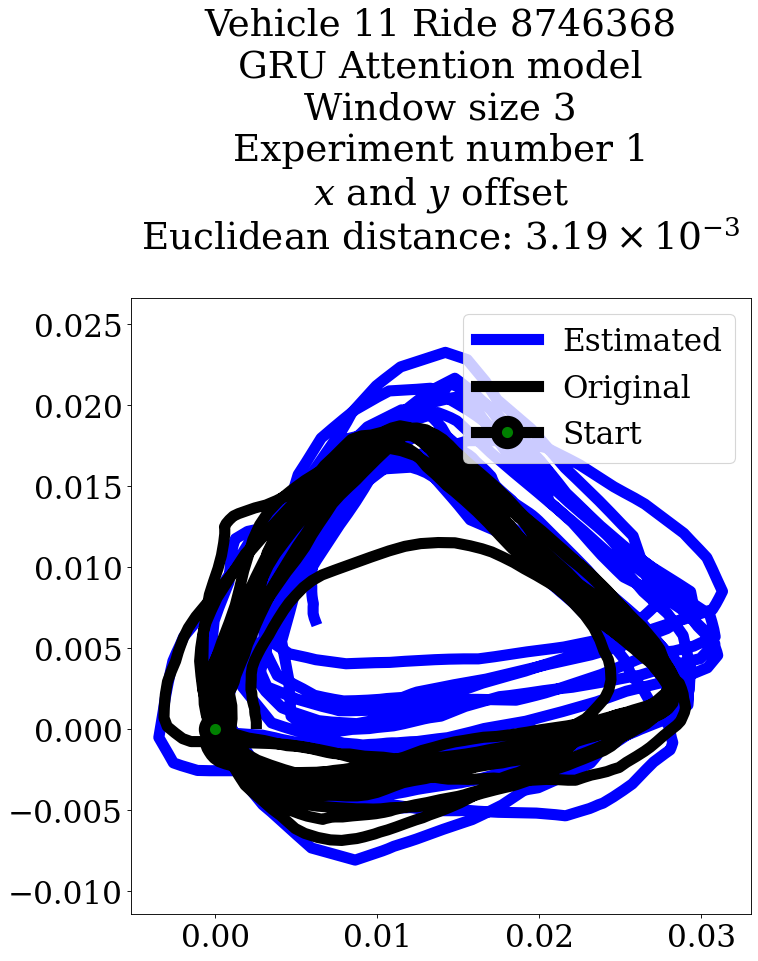 Vehicle 11 Ride 8746368
GRU Attention model
Window size 3
Experiment number 1
x and y offset
Euclidean distance: 3.19 × 10⁻³
Estimated
Original
Start
0.025
0.020
0.015
0.010
0.005
0.000
−0.005
−0.010
0.00 0.01 0.02 0.03